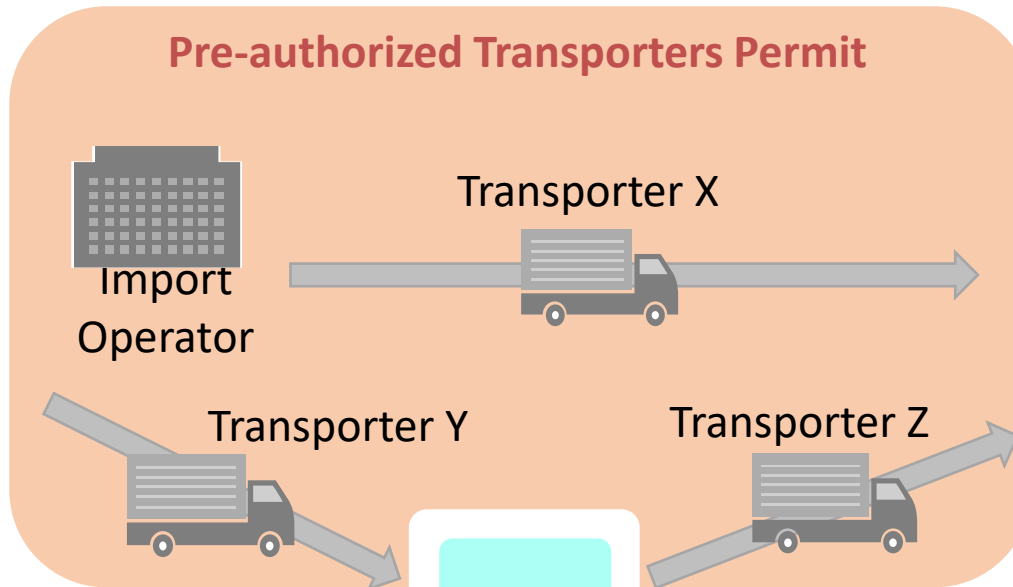 Pre-authorized Transporters Permit
Transporter X
Import
Operator
Transporter Y
Transporter Z